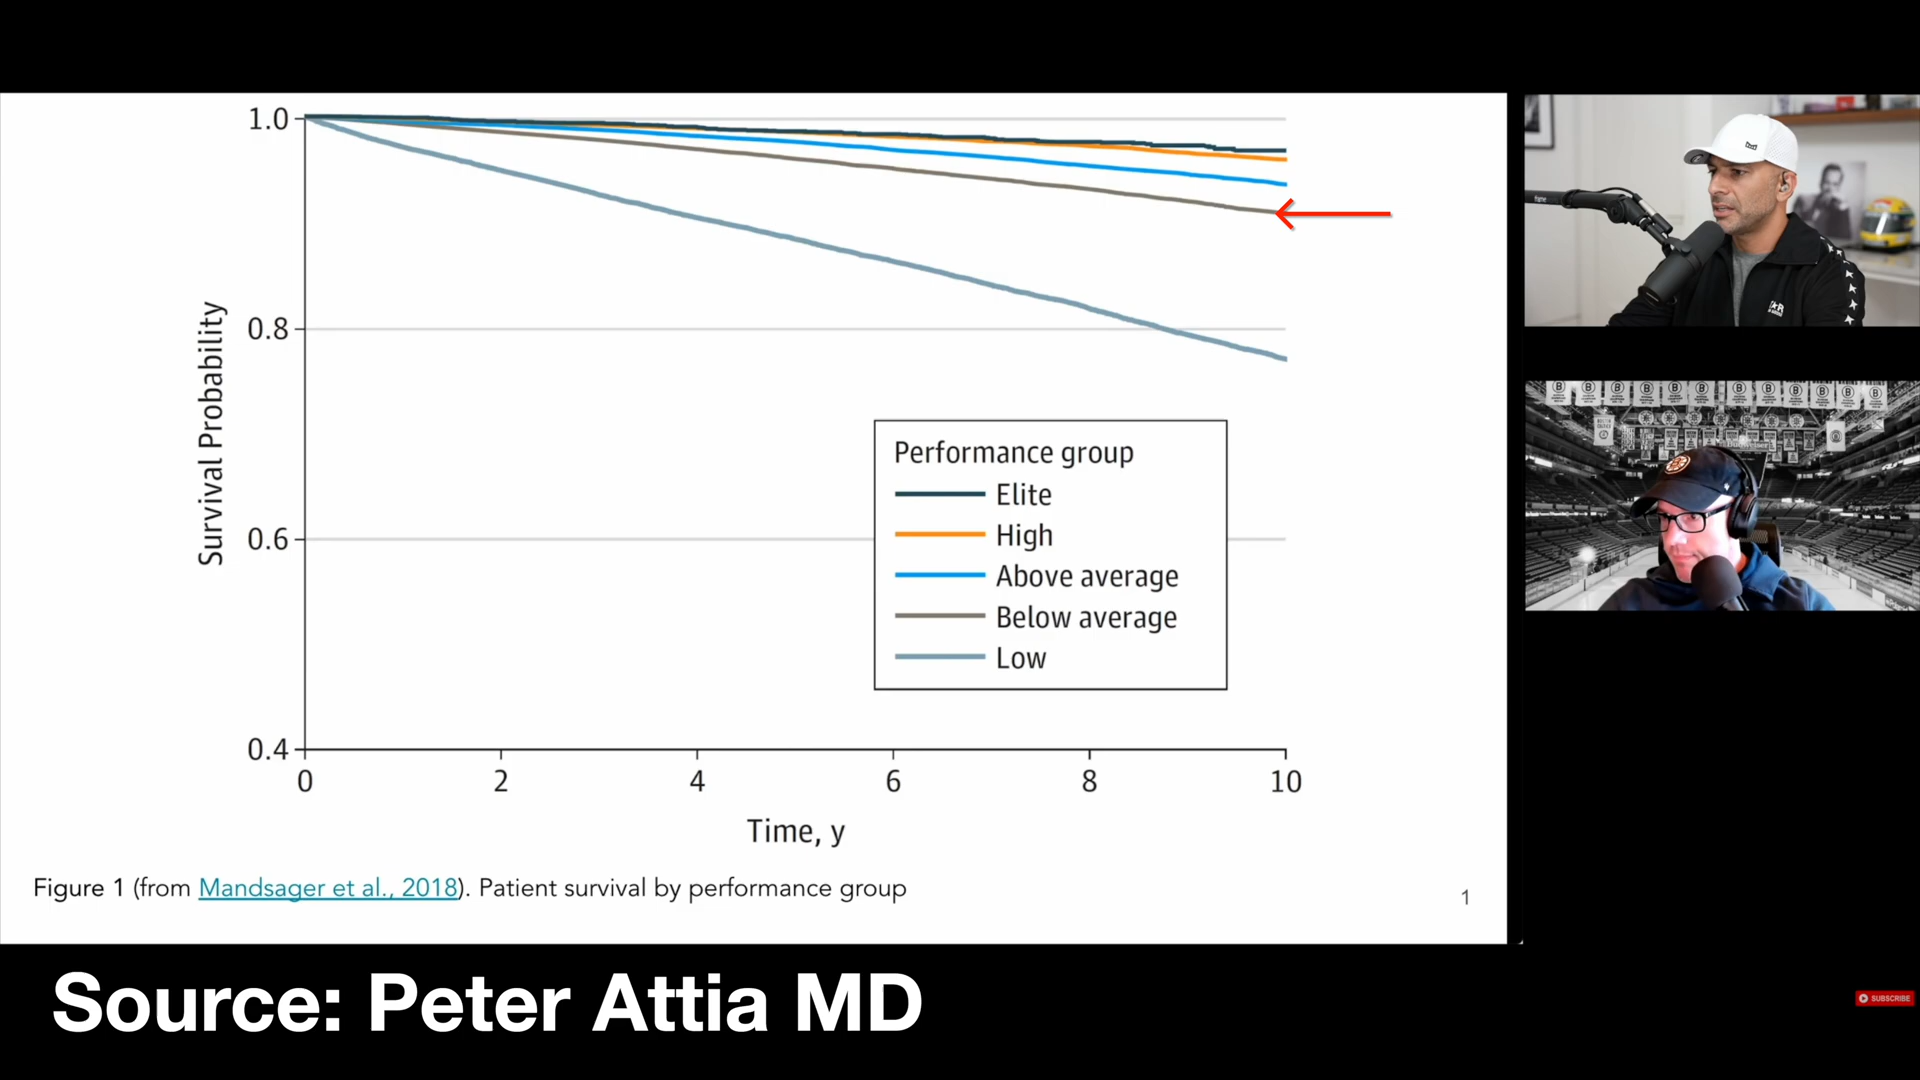 1.0
0.8
0.6
0.4
Survival Probability
0
2
4
6
8
10
Time, y
Performance group
Elite
High
Above average
Below average
Low
Figure 1 (from Mandsager et al., 2018). Patient survival by performance group
1
Source: Peter Attia MD
SUBSCRIBE